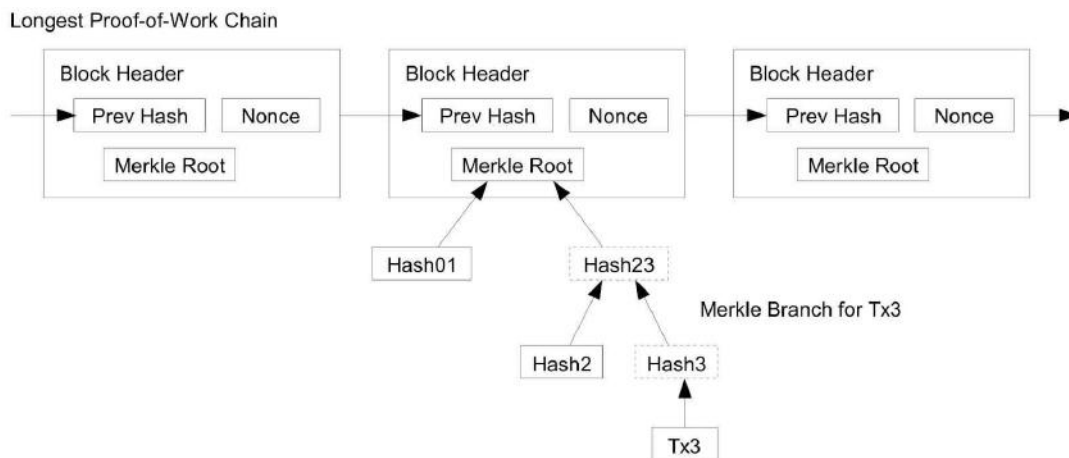 Longest Proof-of-Work Chain
Block Header Block Header Block Header
Prev Hash Nonce Prev Hash Nonce Prev Hash Nonce
Merkle Root Merkle Root Merkle Root
Hash01 Hash23
Merkle Branch for Tx3
Hash2 Hash3
Tx3